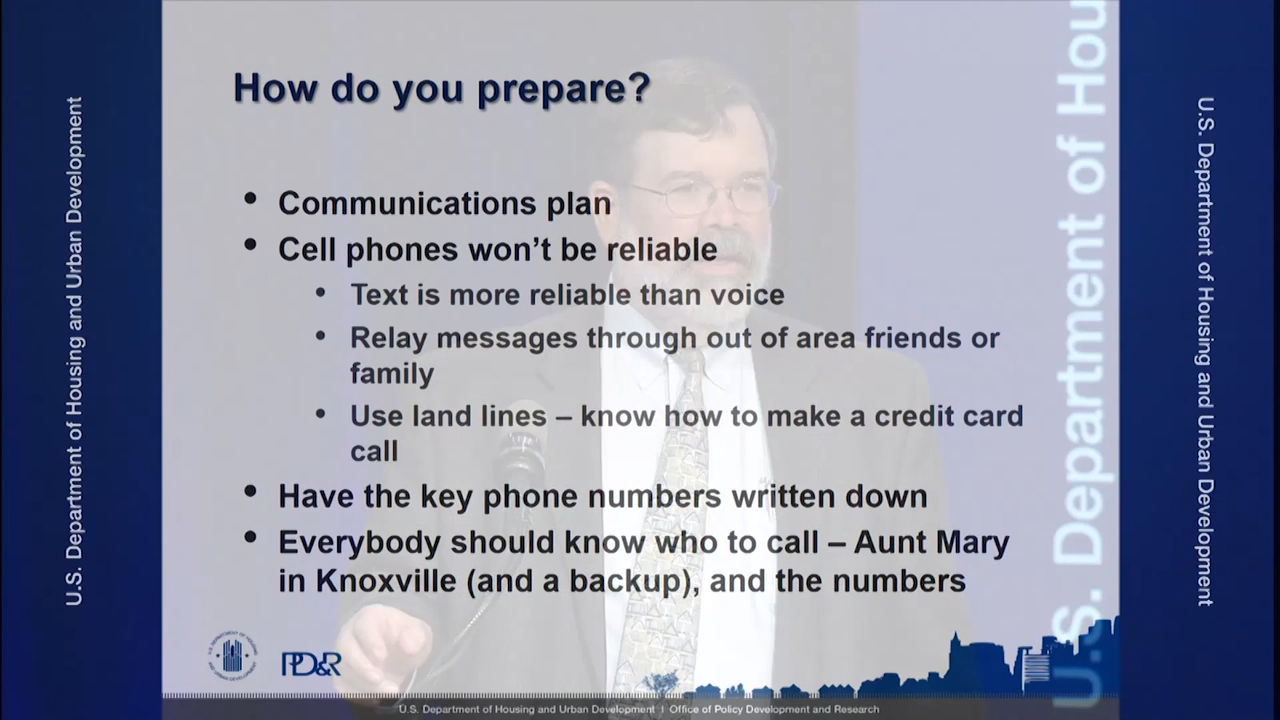 How do you prepare?
• Communications plan
• Cell phones won't be reliable
• Text is more reliable than voice
• Relay messages through out of area friends or
family
• Use land lines – know how to make a credit card
call
• Have the key phone numbers written down
• Everybody should know who to call – Aunt Mary
in Knoxville (and a backup), and the numbers
PD&R
U.S. Department of Housing and Urban Development | Office of Policy Development and Research
U.S. Department of Housing and Urban Development
U.S. Department of Hou
U.S. Department of Housing and Urban Development